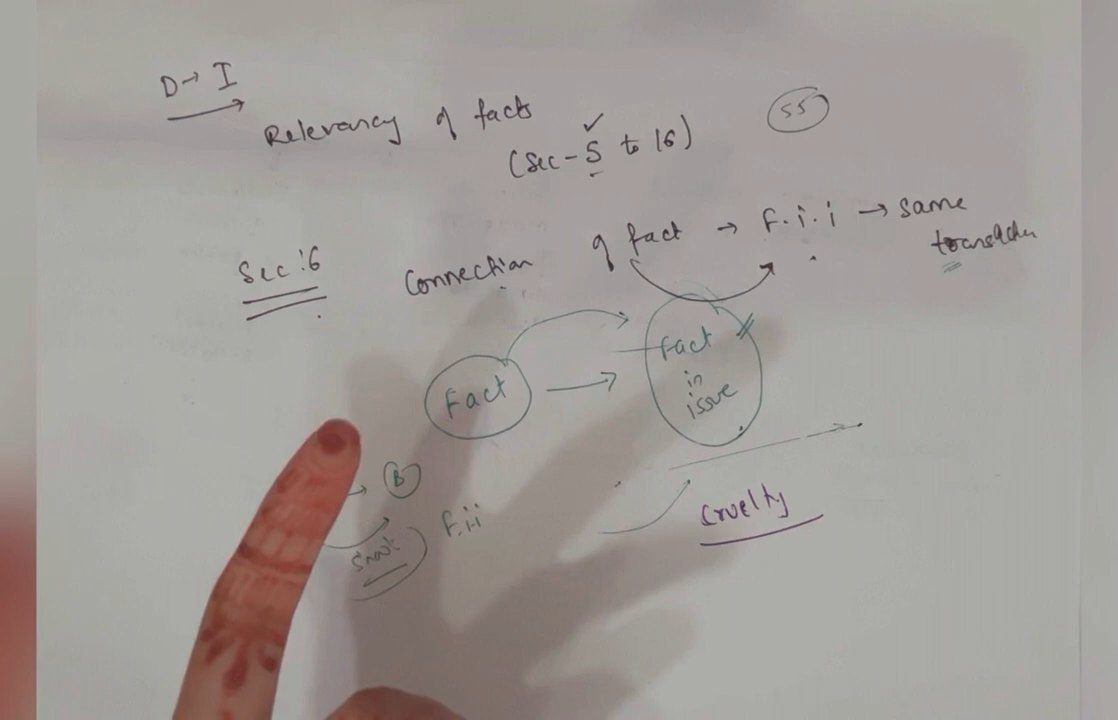 D → I
Relevancy of facts
(Sec - 5 to 16)
55
Sec : 6
Connection of fact → F.i.i → same
Fact → fact
in
issue
→ B
F.i.i
Cruelty